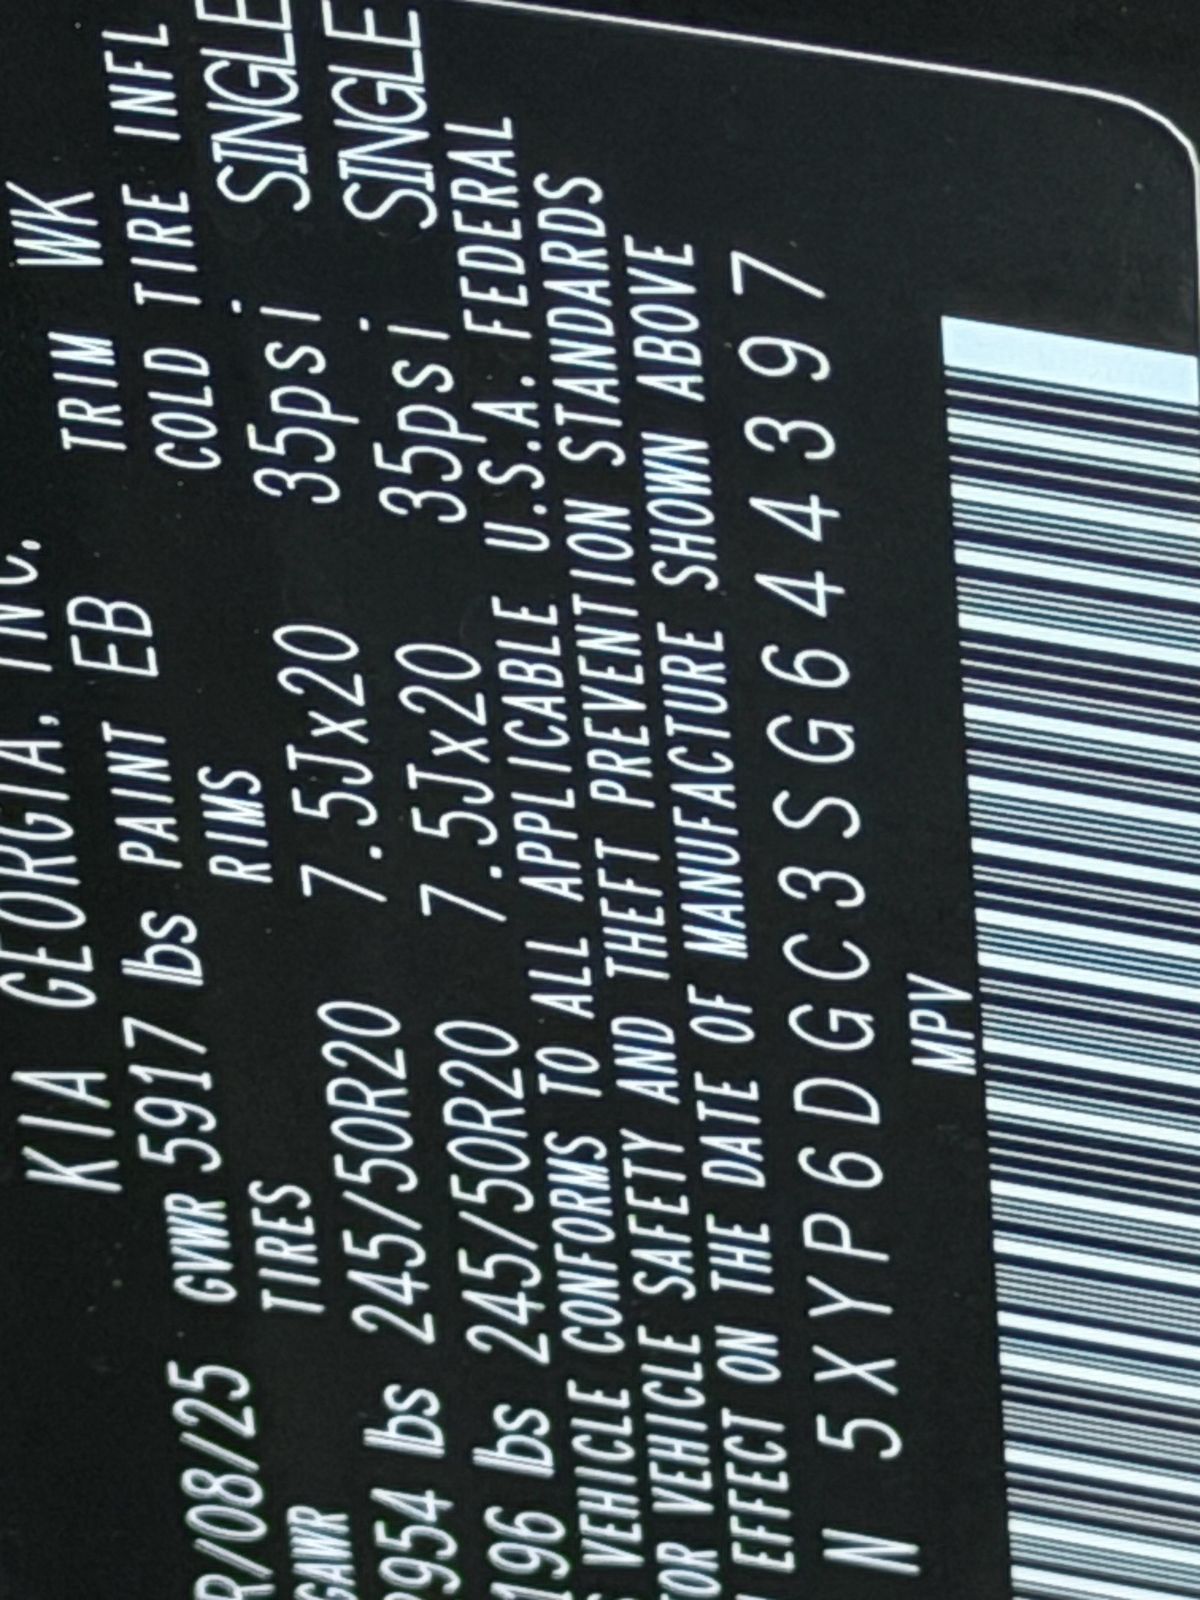 KIA GEORGIA, INC.
/08/25 GVWR 5917 lbs PAINT EB TRIM WK
GAWR TIRES RIMS COLD TIRE INFL
954 lbs 245/50R20 7.5Jx20 35psi SINGLE
196 lbs 245/50R20 7.5Jx20 35psi SINGLE
VEHICLE CONFORMS TO ALL APPLICABLE U.S.A. FEDERAL
VEHICLE SAFETY AND THEFT PREVENTION STANDARDS
EFFECT ON THE DATE OF MANUFACTURE SHOWN ABOVE
N 5XYP6DGC3SG644397
MPV